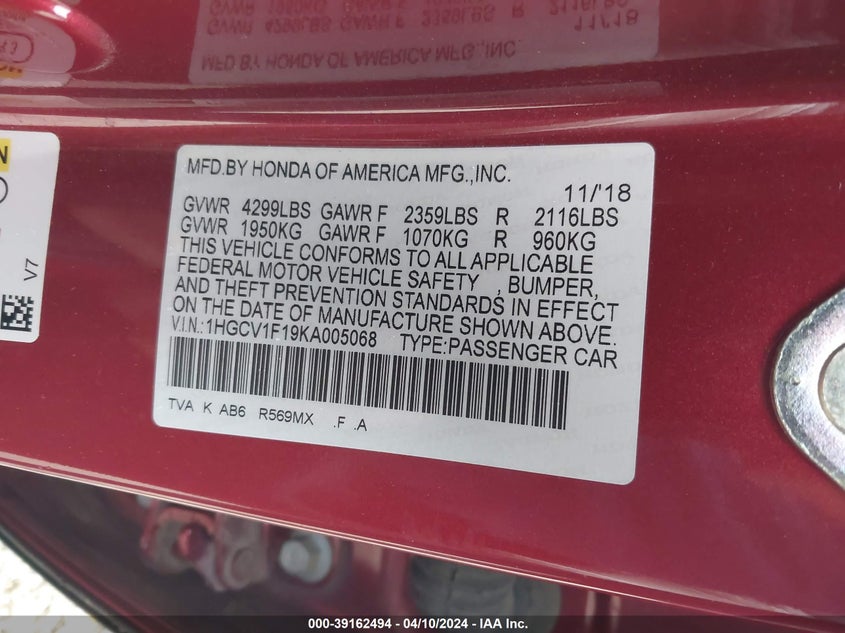 MFD.BY HONDA OF AMERICA MFG.,INC.
11/'18
GVWR 4299LBS GAWR F 2359LBS R 2116LBS
GVWR 1950KG GAWR F 1070KG R 960KG
THIS VEHICLE CONFORMS TO ALL APPLICABLE
FEDERAL MOTOR VEHICLE SAFETY , BUMPER,
AND THEFT PREVENTION STANDARDS IN EFFECT
ON THE DATE OF MANUFACTURE SHOWN ABOVE.
V.I.N.:1HGCV1F19KA005068 TYPE:PASSENGER CAR
TVA K AB6 R569MX .F .A
V7
000-39162494 | 04/10/2024 - IAA Inc.